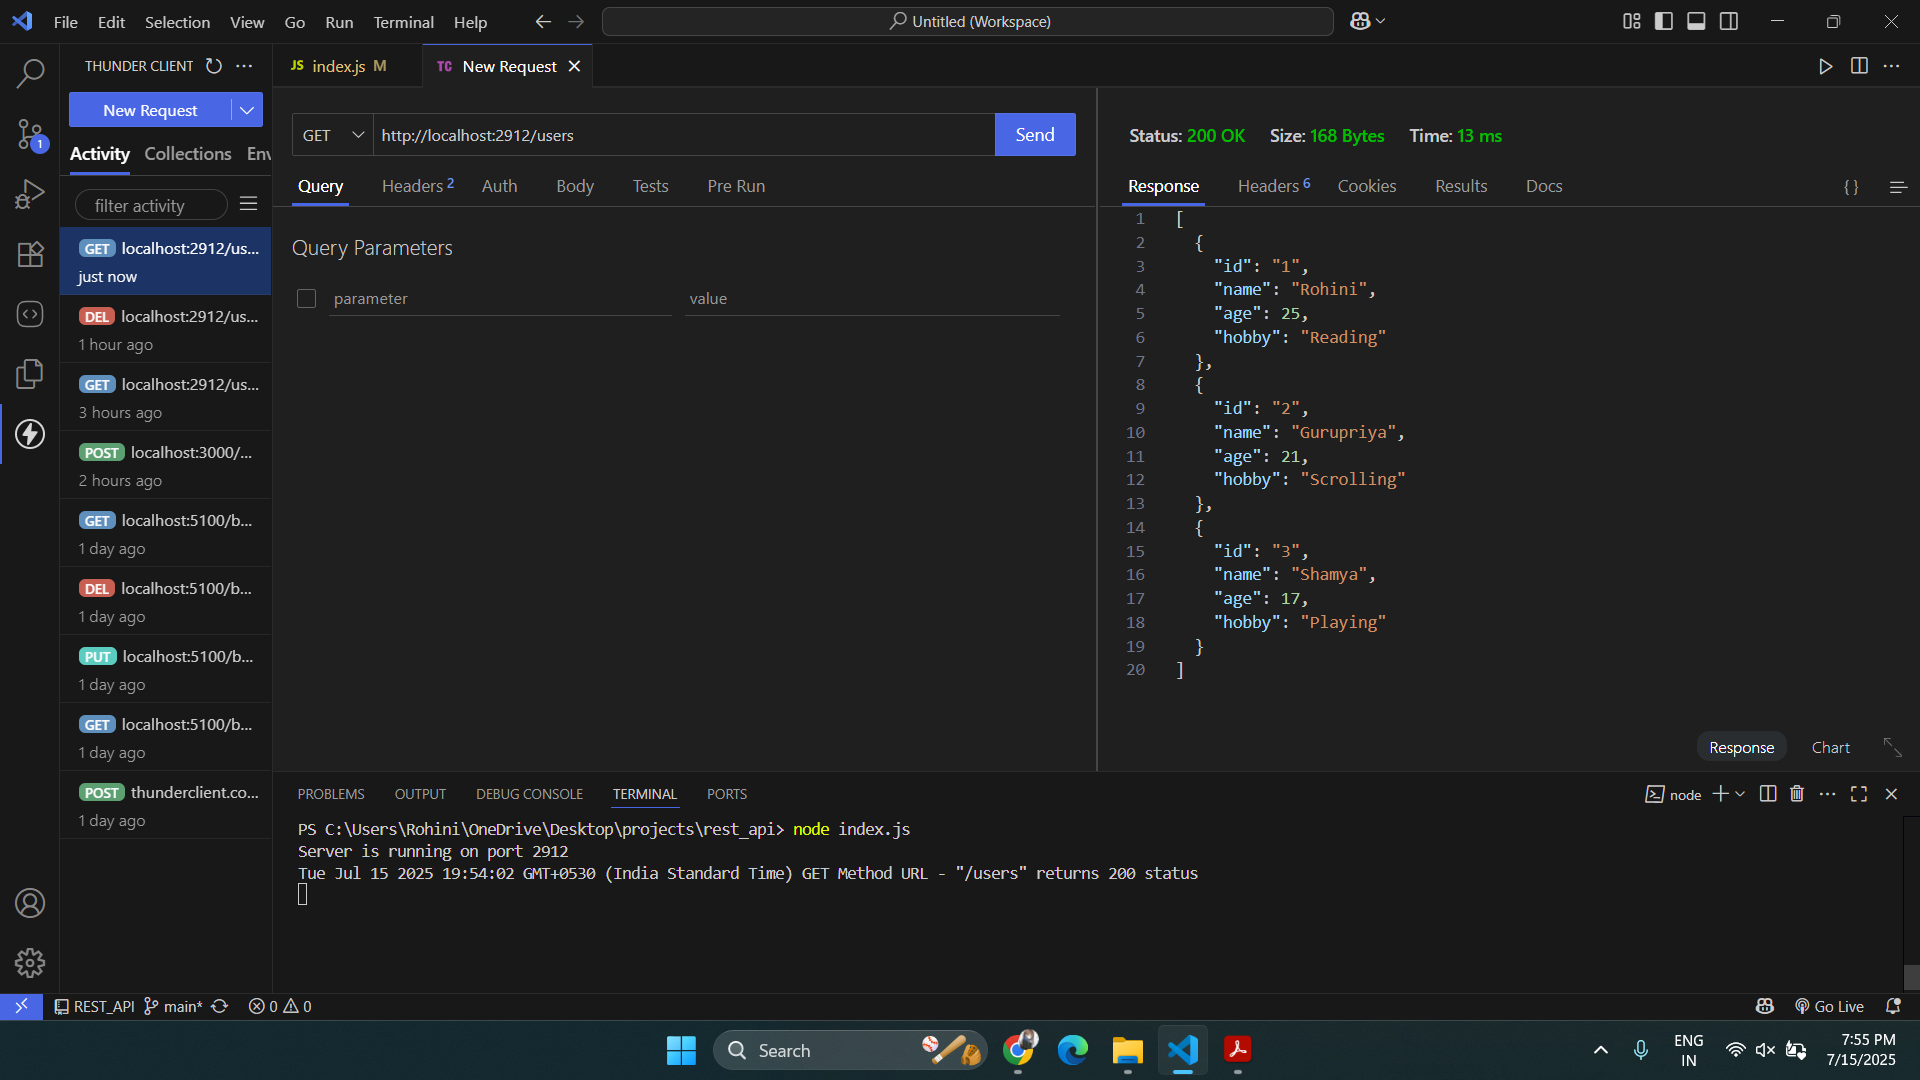 File Edit Selection View Go Run Terminal Help
Untitled (Workspace)
THUNDER CLIENT
New Request
Activity Collections Env
filter activity
GET localhost:2912/us...
just now
DEL localhost:2912/us...
1 hour ago
GET localhost:2912/us...
3 hours ago
POST localhost:3000/...
2 hours ago
GET localhost:5100/b...
1 day ago
DEL localhost:5100/b...
1 day ago
PUT localhost:5100/b...
1 day ago
GET localhost:5100/b...
1 day ago
POST thunderclient.co...
1 day ago
1
JS index.js M
TC New Request
GET http://localhost:2912/users Send
Query Headers 2 Auth Body Tests Pre Run
Query Parameters
parameter value
Status: 200 OK Size: 168 Bytes Time: 13 ms
Response Headers 6 Cookies Results Docs {}
1 [
2 {
3 "id": "1",
4 "name": "Rohini",
5 "age": 25,
6 "hobby": "Reading"
7 },
8 {
9 "id": "2",
10 "name": "Gurupriya",
11 "age": 21,
12 "hobby": "Scrolling"
13 },
14 {
15 "id": "3",
16 "name": "Shamya",
17 "age": 17,
18 "hobby": "Playing"
19 }
20 ]
Response Chart
PROBLEMS OUTPUT DEBUG CONSOLE TERMINAL PORTS
node
PS C:\Users\Rohini\OneDrive\Desktop\projects\rest_api> node index.js
Server is running on port 2912
Tue Jul 15 2025 19:54:02 GMT+0530 (India Standard Time) GET Method URL - "/users" returns 200 status
REST_API main* 0 0
Go Live
Search
ENG
IN
7:55 PM
7/15/2025